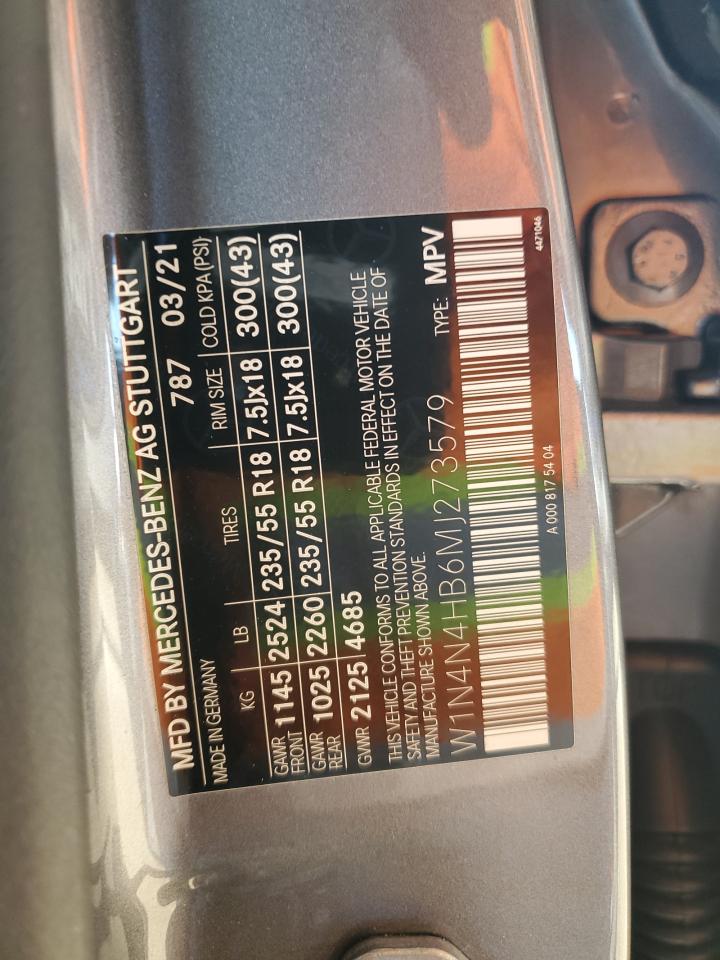 MFD BY MERCEDES-BENZ AG STUTTGART
MADE IN GERMANY 787 03/21
KG LB TIRES RIM SIZE COLD KPA (PSI)
GAWR FRONT 1145 2524 235/55 R18 7.5Jx18 300(43)
GAWR REAR 1025 2260 235/55 R18 7.5Jx18 300(43)
GVWR 2125 4685
THIS VEHICLE CONFORMS TO ALL APPLICABLE FEDERAL MOTOR VEHICLE
SAFETY AND THEFT PREVENTION STANDARDS IN EFFECT ON THE DATE OF
MANUFACTURE SHOWN ABOVE.
W1N4N4HB6MJ273579 TYPE: MPV
A 000 817 54 04 4471046